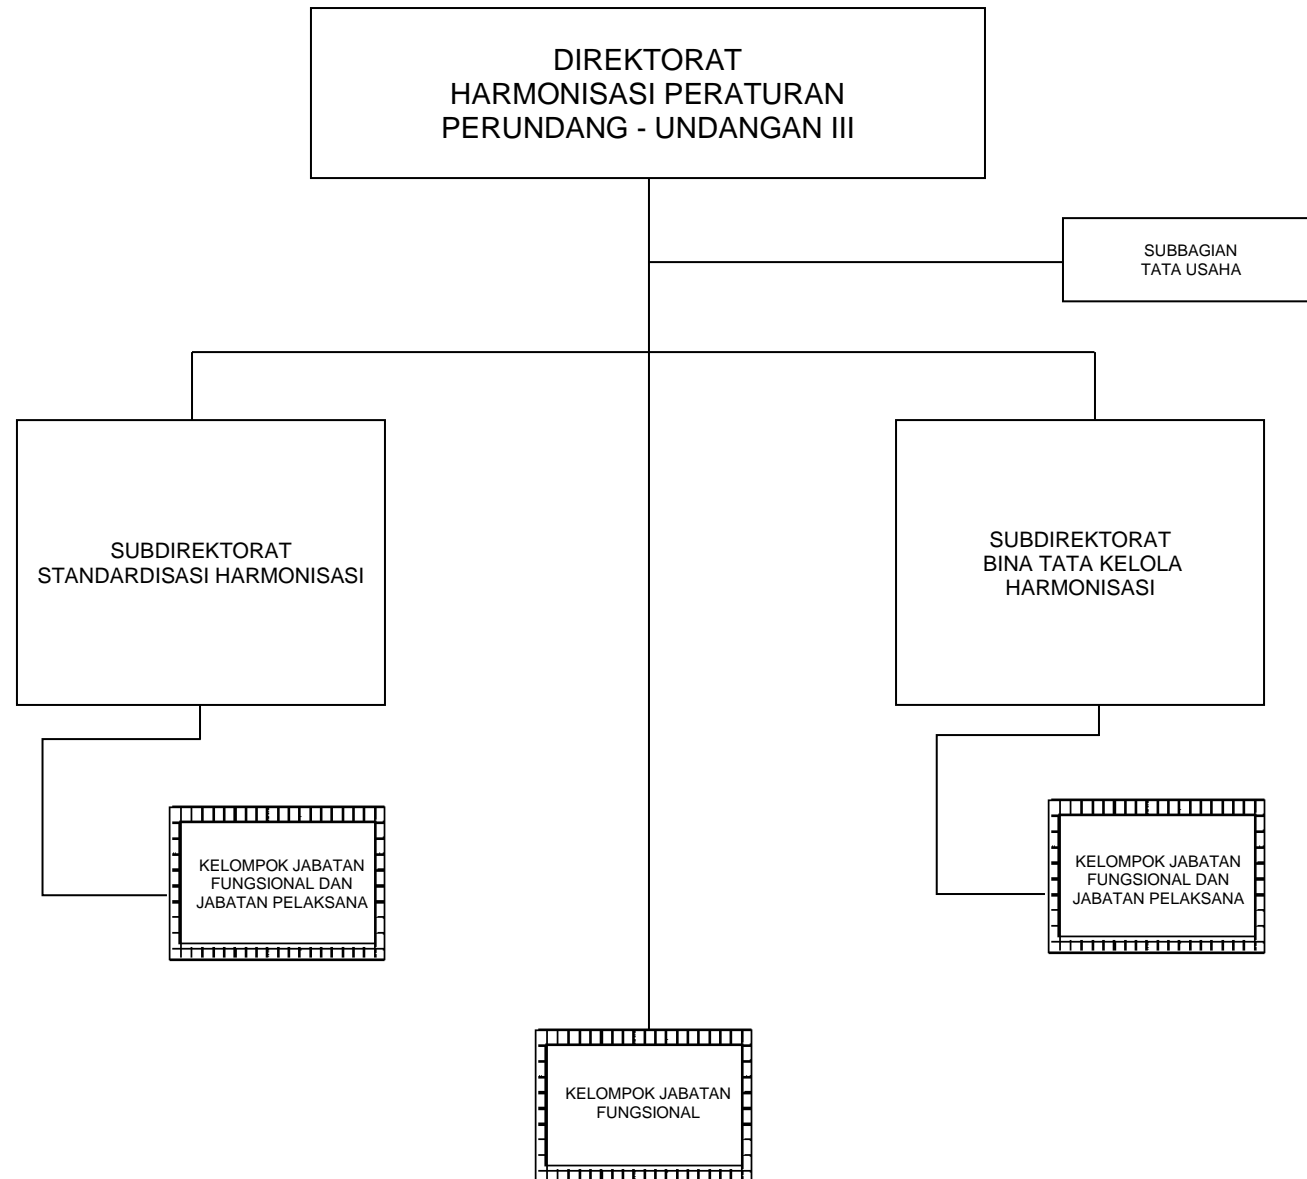 DIREKTORAT
HARMONISASI PERATURAN
PERUNDANG - UNDANGAN III
SUBBAGIAN
TATA USAHA
SUBDIREKTORAT
STANDARDISASI HARMONISASI
SUBDIREKTORAT
BINA TATA KELOLA
HARMONISASI
KELOMPOK JABATAN
FUNGSIONAL DAN
JABATAN PELAKSANA
KELOMPOK JABATAN
FUNGSIONAL DAN
JABATAN PELAKSANA
KELOMPOK JABATAN
FUNGSIONAL